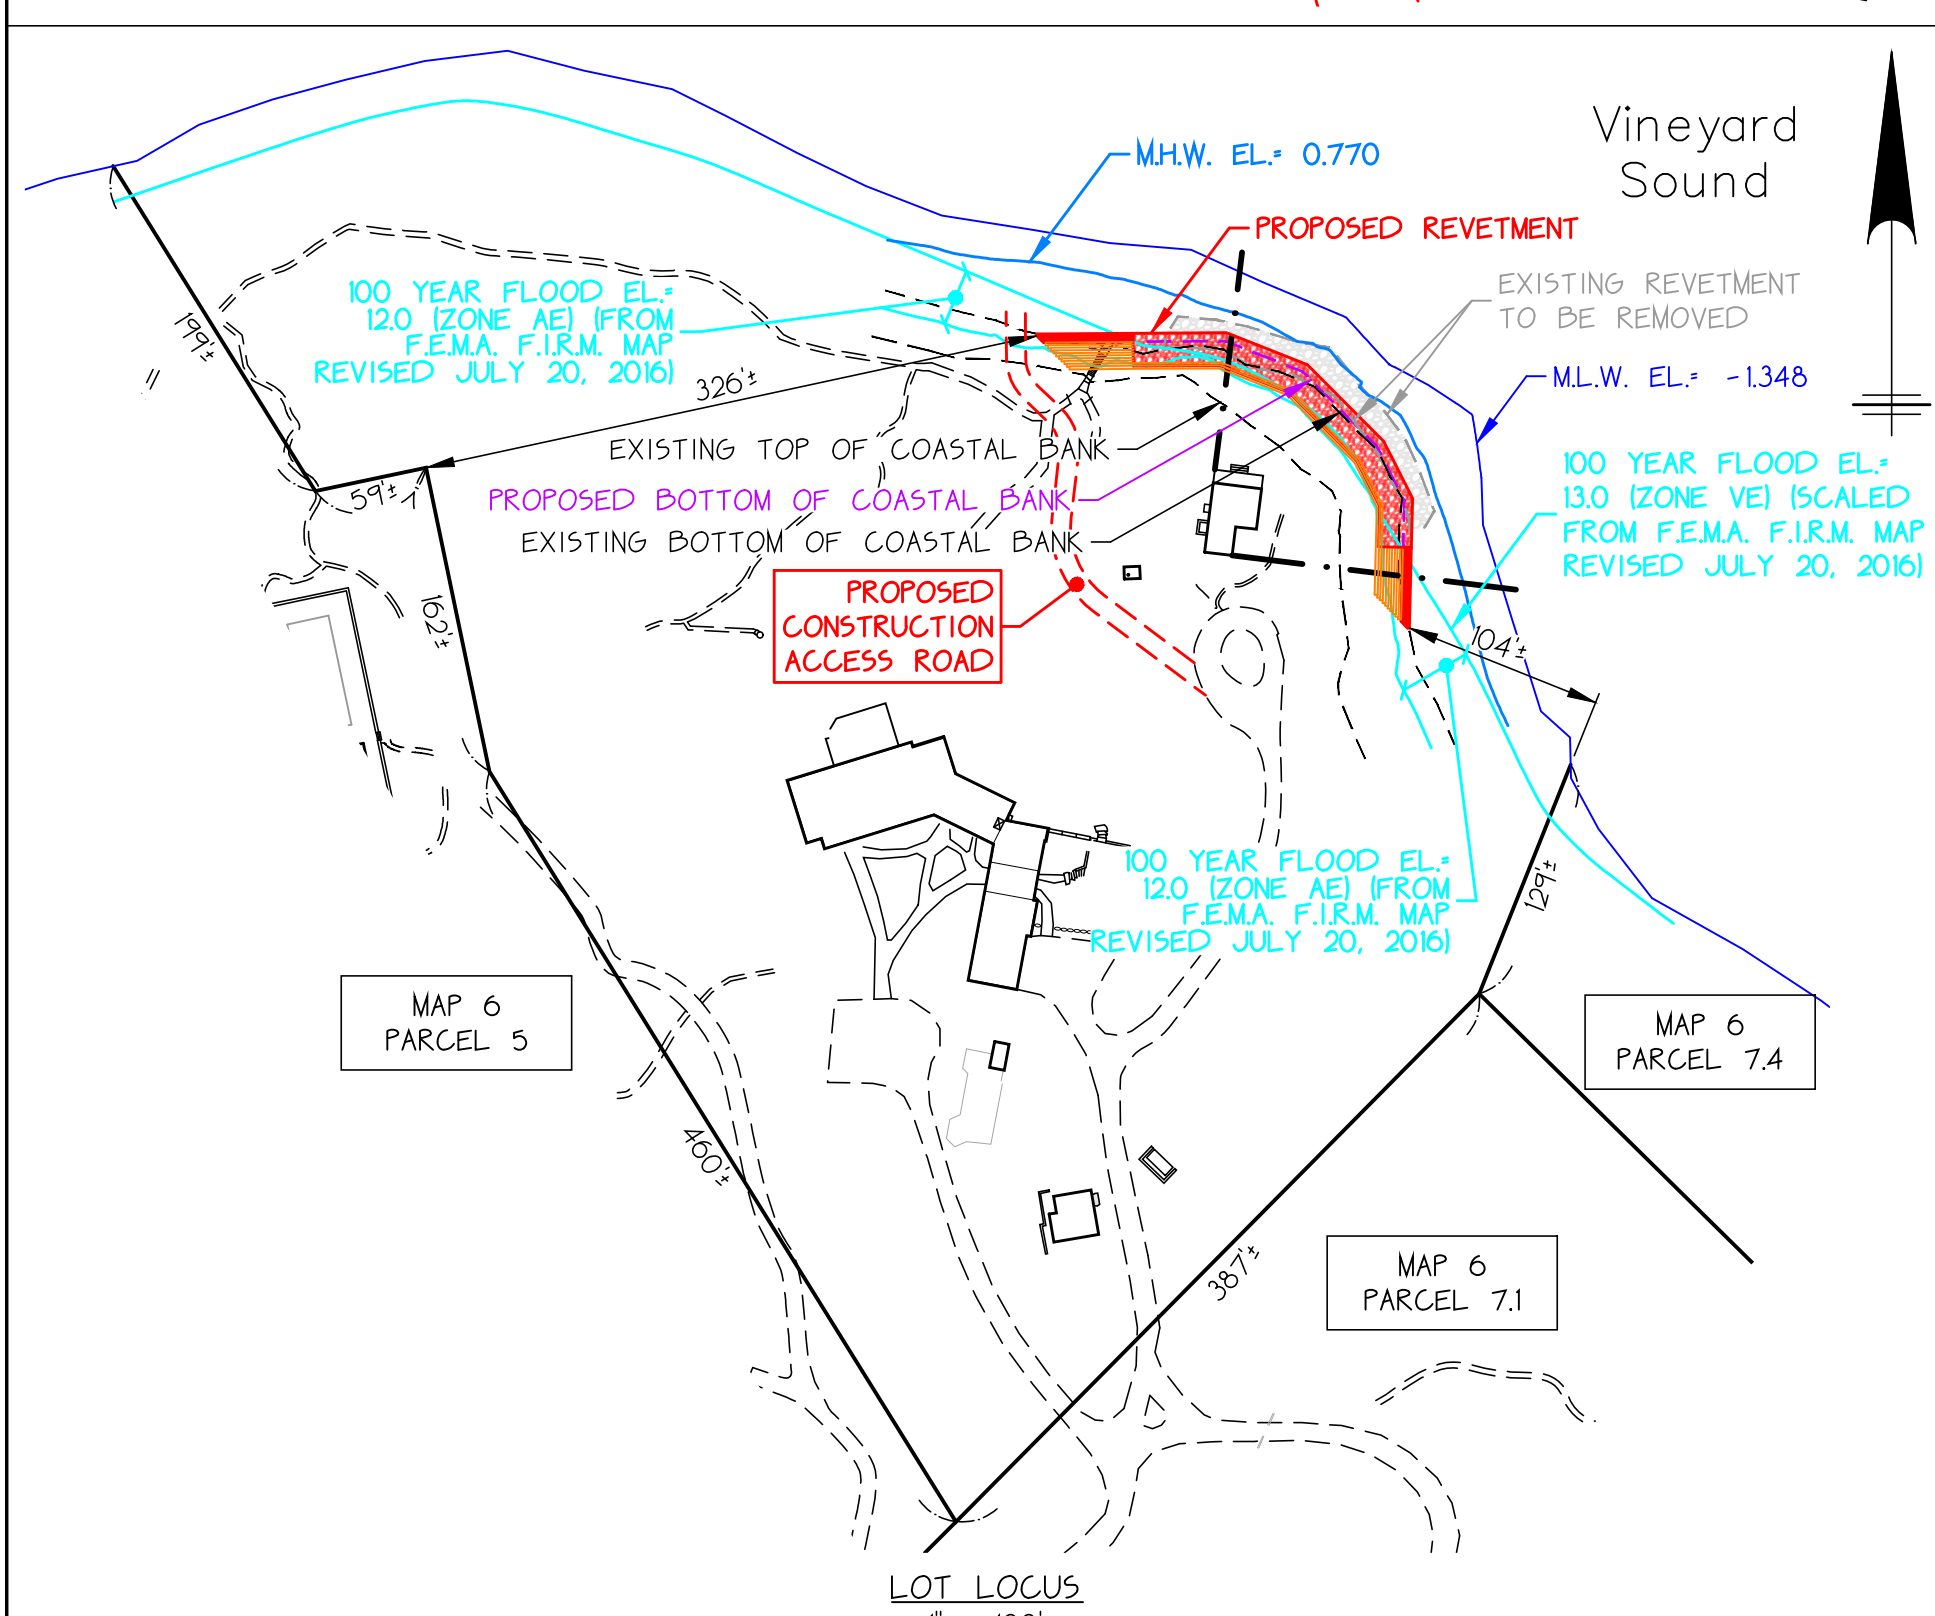 Vineyard
Sound
M.H.W. EL.= 0.770
PROPOSED REVETMENT
EXISTING REVETMENT
TO BE REMOVED
100 YEAR FLOOD EL.=
12.0 (ZONE AE) (FROM
F.E.M.A. F.I.R.M. MAP
REVISED JULY 20, 2016)
199'±
326'±
M.L.W. EL.= -1.348
EXISTING TOP OF COASTAL BANK
59'±
PROPOSED BOTTOM OF COASTAL BANK
EXISTING BOTTOM OF COASTAL BANK
100 YEAR FLOOD EL.=
13.0 (ZONE VE) (SCALED
FROM F.E.M.A. F.I.R.M. MAP
REVISED JULY 20, 2016)
PROPOSED
CONSTRUCTION
ACCESS ROAD
162'±
104'±
100 YEAR FLOOD EL.=
12.0 (ZONE AE) (FROM
F.E.M.A. F.I.R.M. MAP
REVISED JULY 20, 2016)
129'±
MAP 6
PARCEL 5
MAP 6
PARCEL 7.4
460'±
387'±
MAP 6
PARCEL 7.1
LOT LOCUS